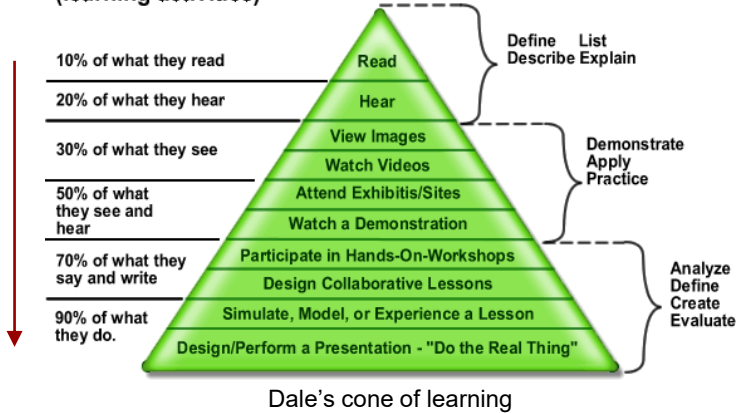 (learning activities)
10% of what they read
20% of what they hear
30% of what they see
50% of what
they see and
hear
70% of what they
say and write
90% of what
they do.
Read
Hear
View Images
Watch Videos
Attend Exhibitis/Sites
Watch a Demonstration
Participate in Hands-On-Workshops
Design Collaborative Lessons
Simulate, Model, or Experience a Lesson
Design/Perform a Presentation - "Do the Real Thing"
Define List
Describe Explain
Demonstrate
Apply
Practice
Analyze
Define
Create
Evaluate
Dale’s cone of learning